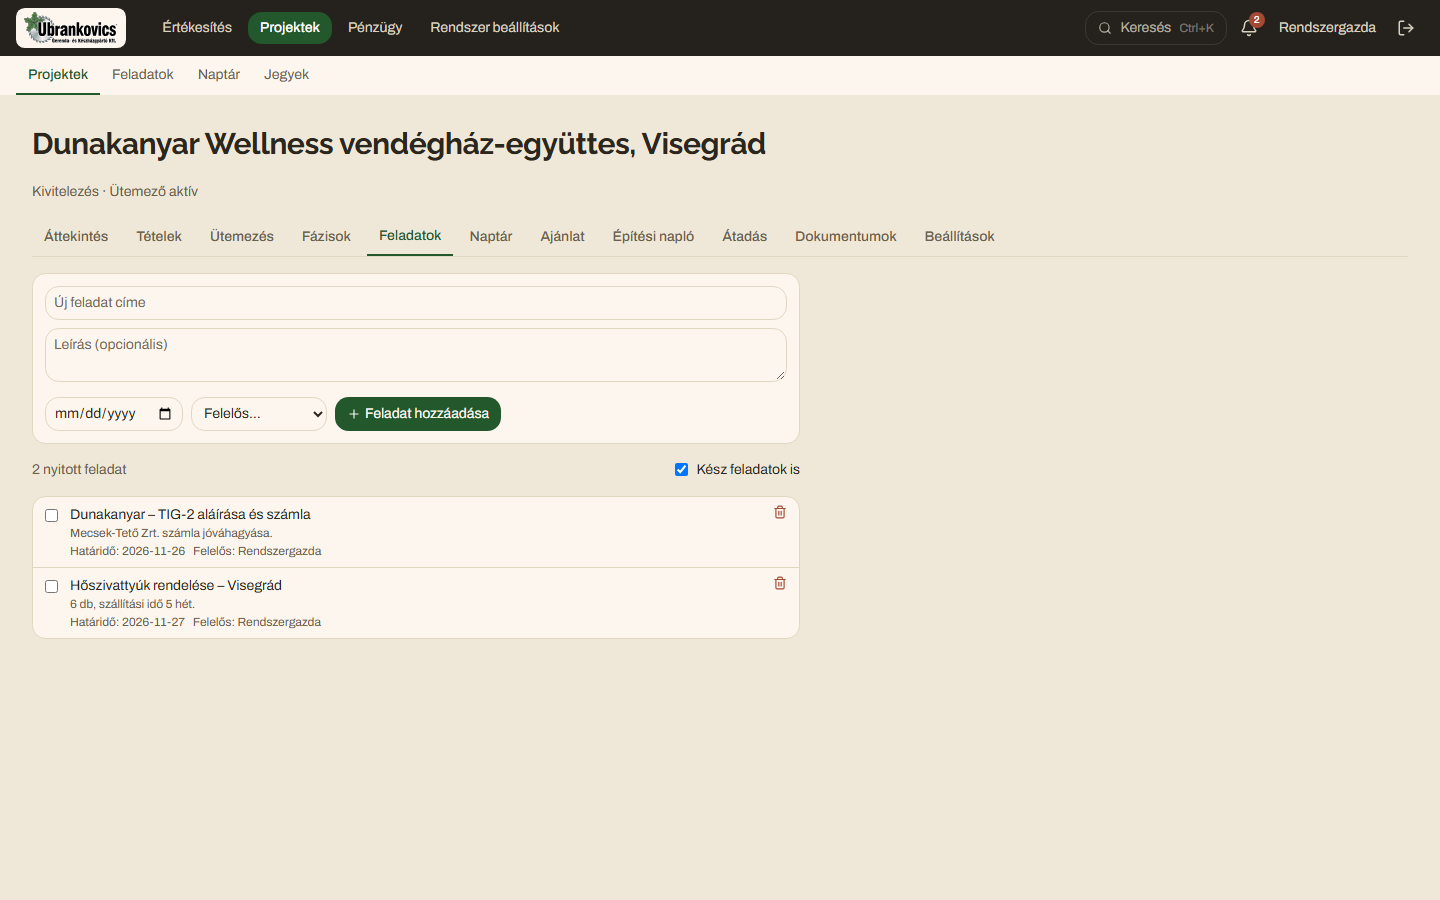 Ubrankovics
Gerenda- és Készházgyártó Kft.
Értékesítés Projektek Pénzügy Rendszer beállítások Keresés Ctrl+K 2 Rendszergazda
Projektek Feladatok Naptár Jegyek
Dunakanyar Wellness vendégház-együttes, Visegrád
Kivitelezés · Ütemező aktív
Áttekintés Tételek Ütemezés Fázisok Feladatok Naptár Ajánlat Építési napló Átadás Dokumentumok Beállítások
Új feladat címe
Leírás (opcionális)
mm/dd/yyyy Felelős... + Feladat hozzáadása
2 nyitott feladat Kész feladatok is
Dunakanyar – TIG-2 aláírása és számla
Mecsek-Tető Zrt. számla jóváhagyása.
Határidő: 2026-11-26 Felelős: Rendszergazda
Hőszivattyúk rendelése – Visegrád
6 db, szállítási idő 5 hét.
Határidő: 2026-11-27 Felelős: Rendszergazda